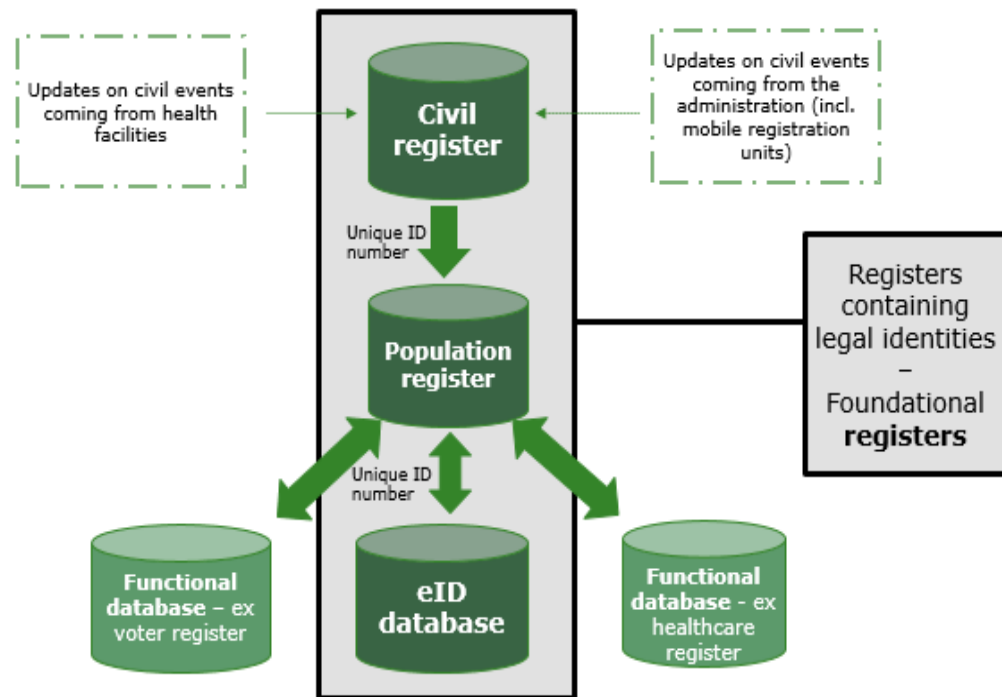 Updates on civil events
coming from health
facilities
Civil
register
Updates on civil events
coming from the
administration (incl.
mobile registration
units)
Unique ID
number
Population
register
Registers
containing
legal identities
–
Foundational
registers
Unique ID
number
Functional
database – ex
voter register
eID
database
Functional
database - ex
healthcare
register